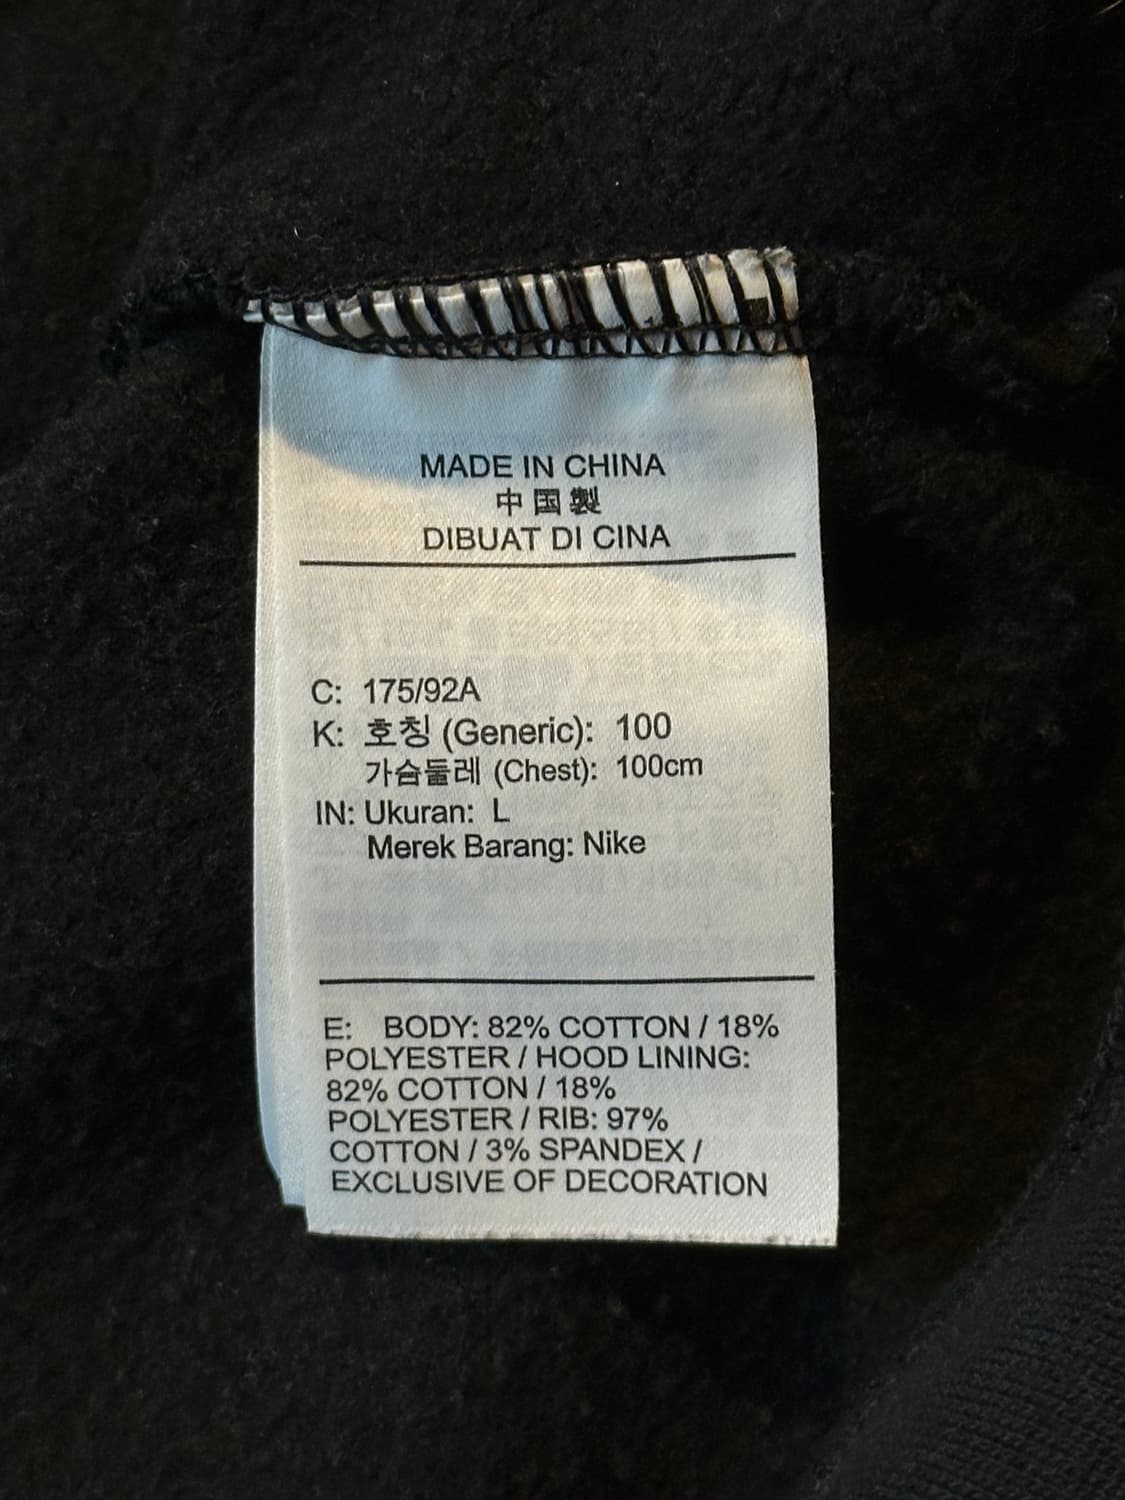 MADE IN CHINA
中国製
DIBUAT DI CINA
C: 175/92A
K: 호칭 (Generic): 100
가슴둘레 (Chest): 100cm
IN: Ukuran: L
Merek Barang: Nike
E: BODY: 82% COTTON / 18%
POLYESTER / HOOD LINING:
82% COTTON / 18%
POLYESTER / RIB: 97%
COTTON / 3% SPANDEX /
EXCLUSIVE OF DECORATION